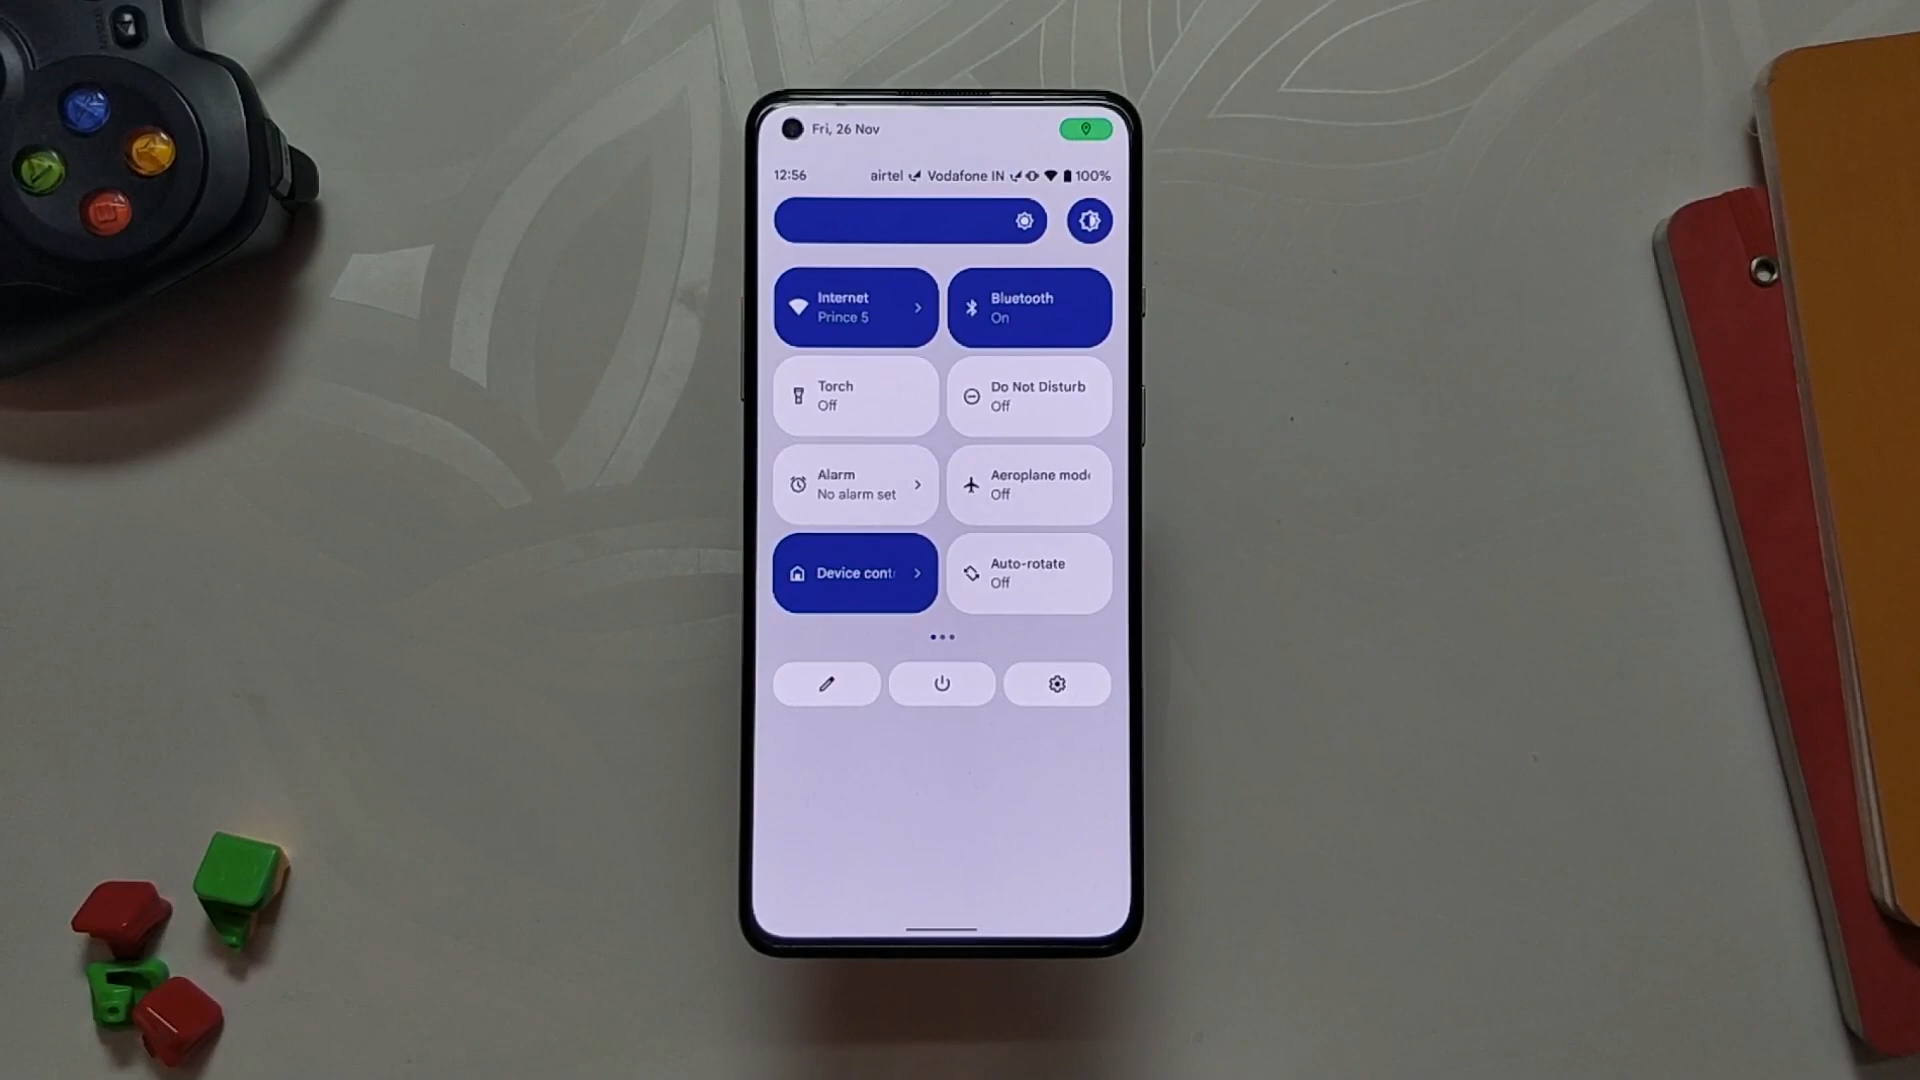 Fri, 26 Nov
12:56 airtel Vodafone IN 100%
Internet
Prince 5
Bluetooth
On
Torch
Off
Do Not Disturb
Off
Alarm
No alarm set
Aeroplane mod
Off
Device cont
Auto-rotate
Off